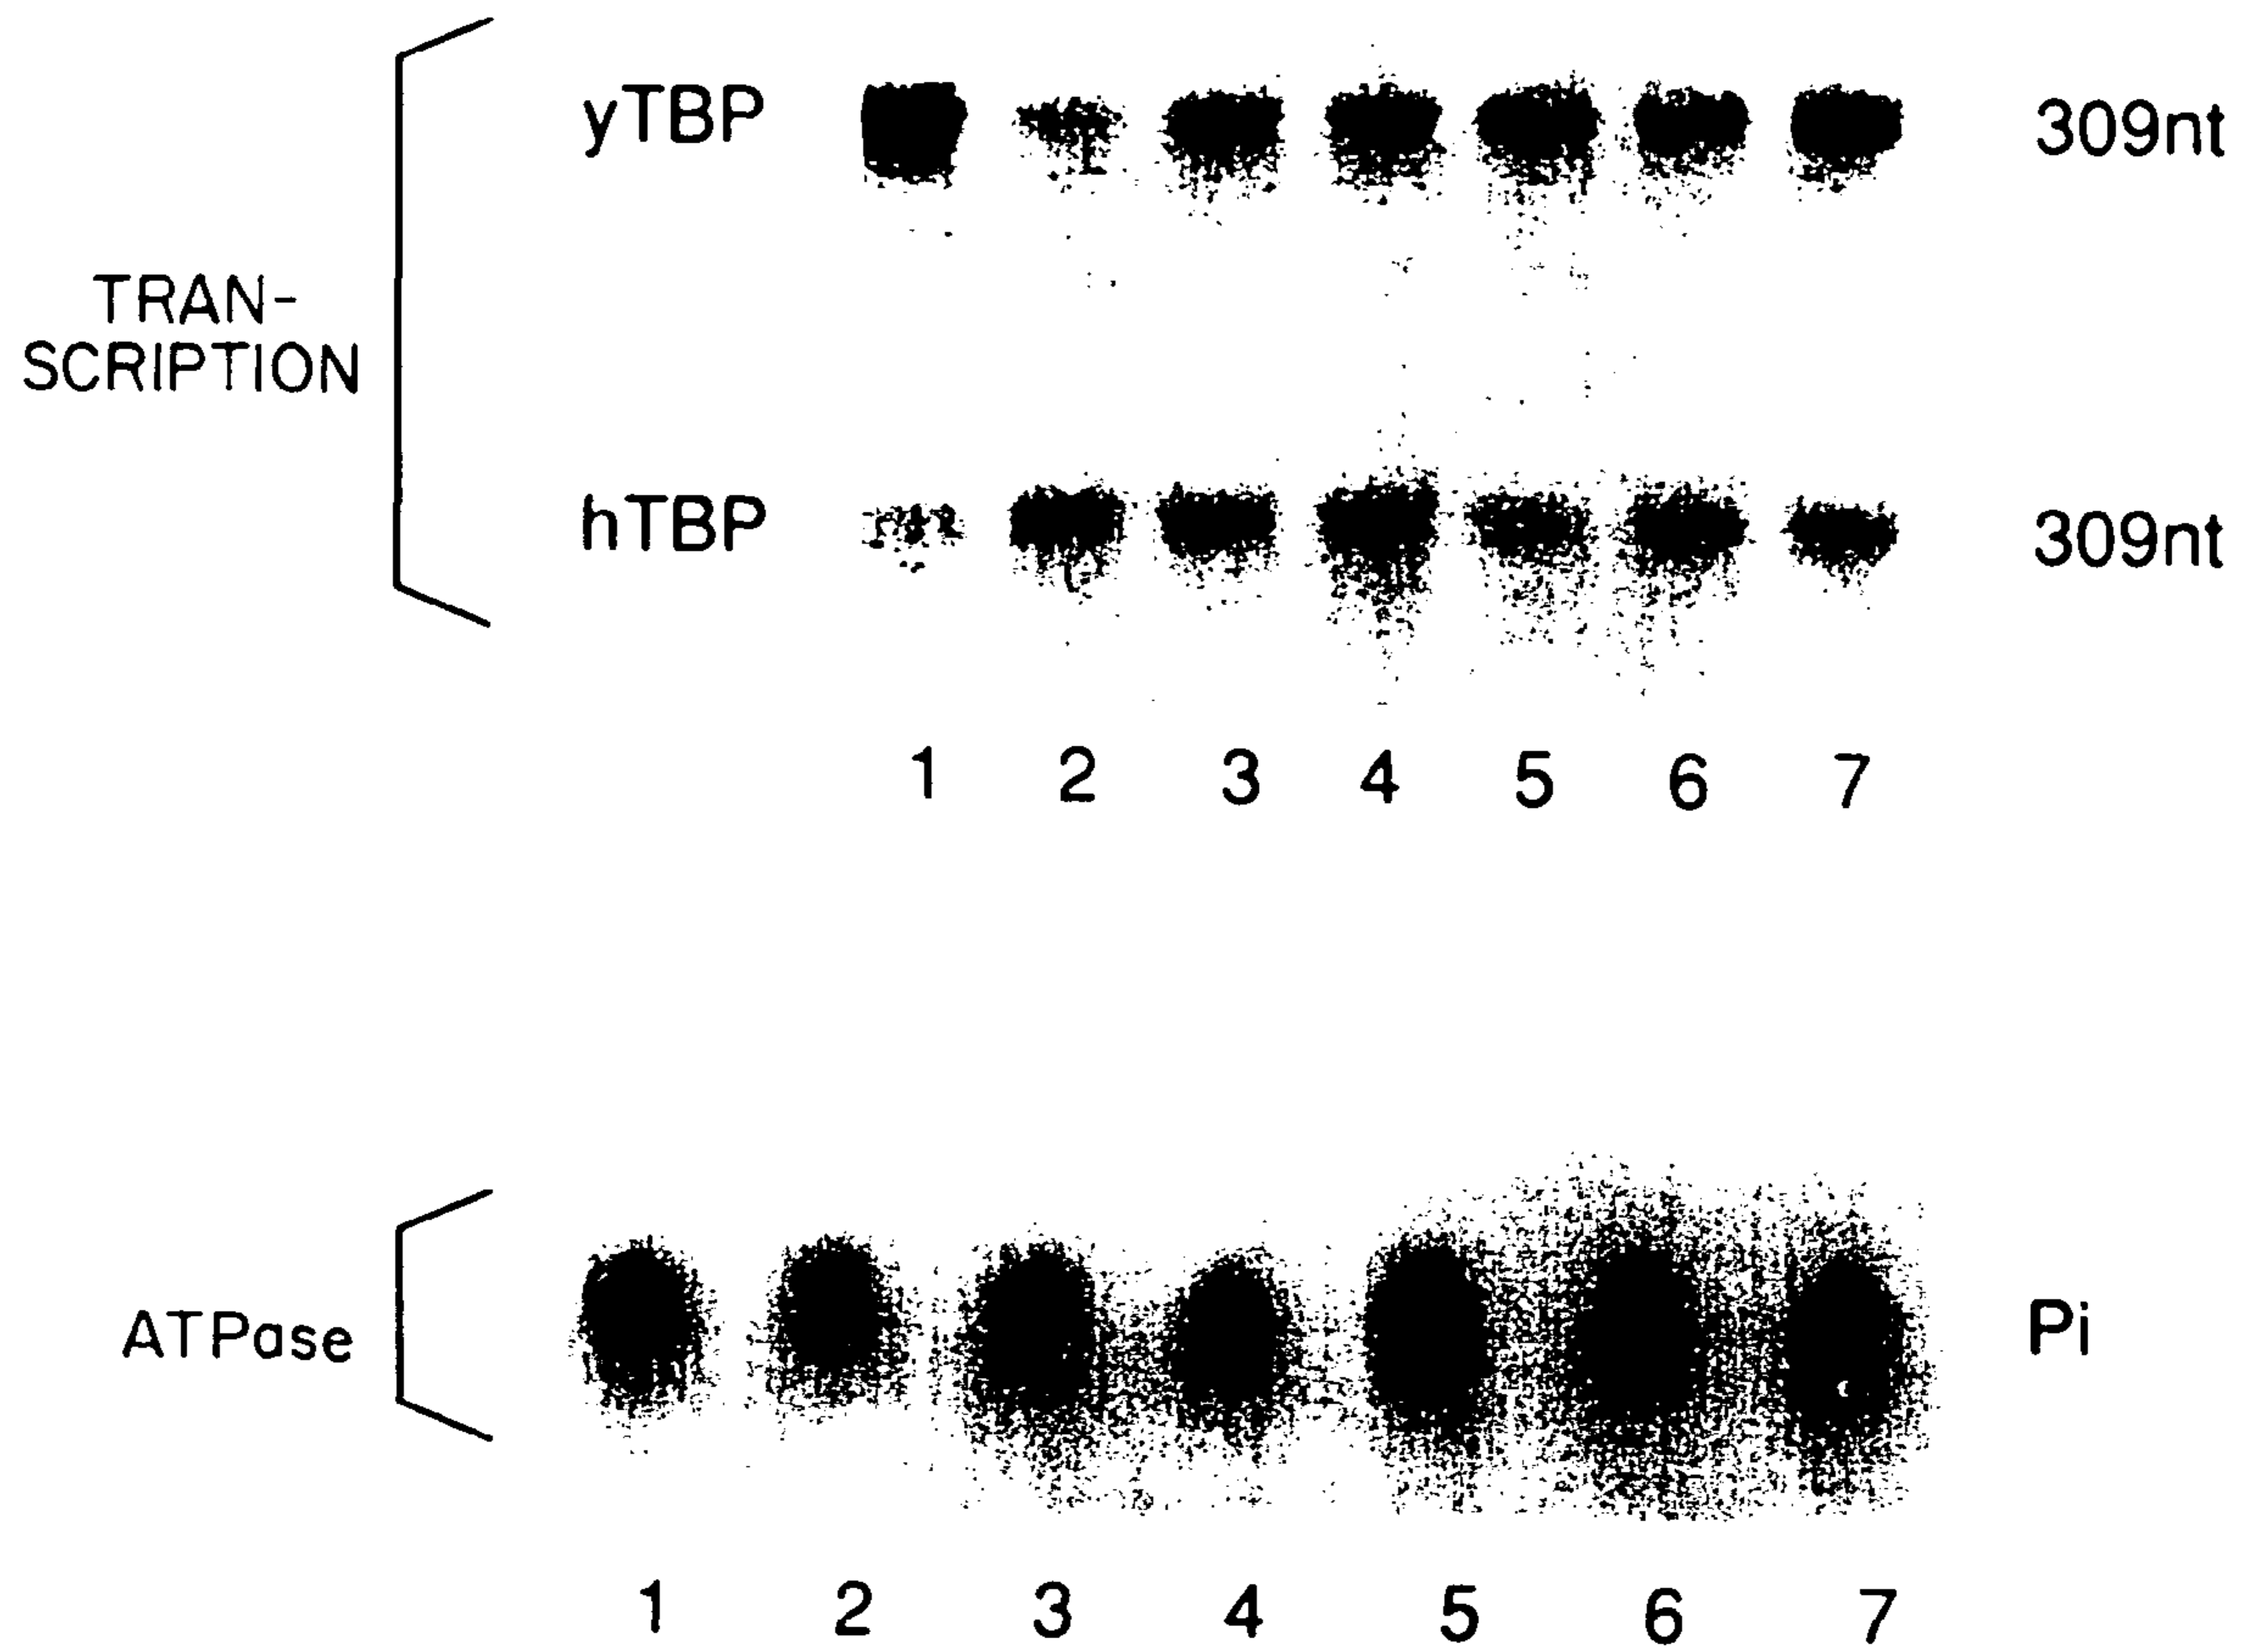 yTBP 309nt
TRAN-
SCRIPTION
hTBP 309nt
1 2 3 4 5 6 7
ATPase Pi
1 2 3 4 5 6 7